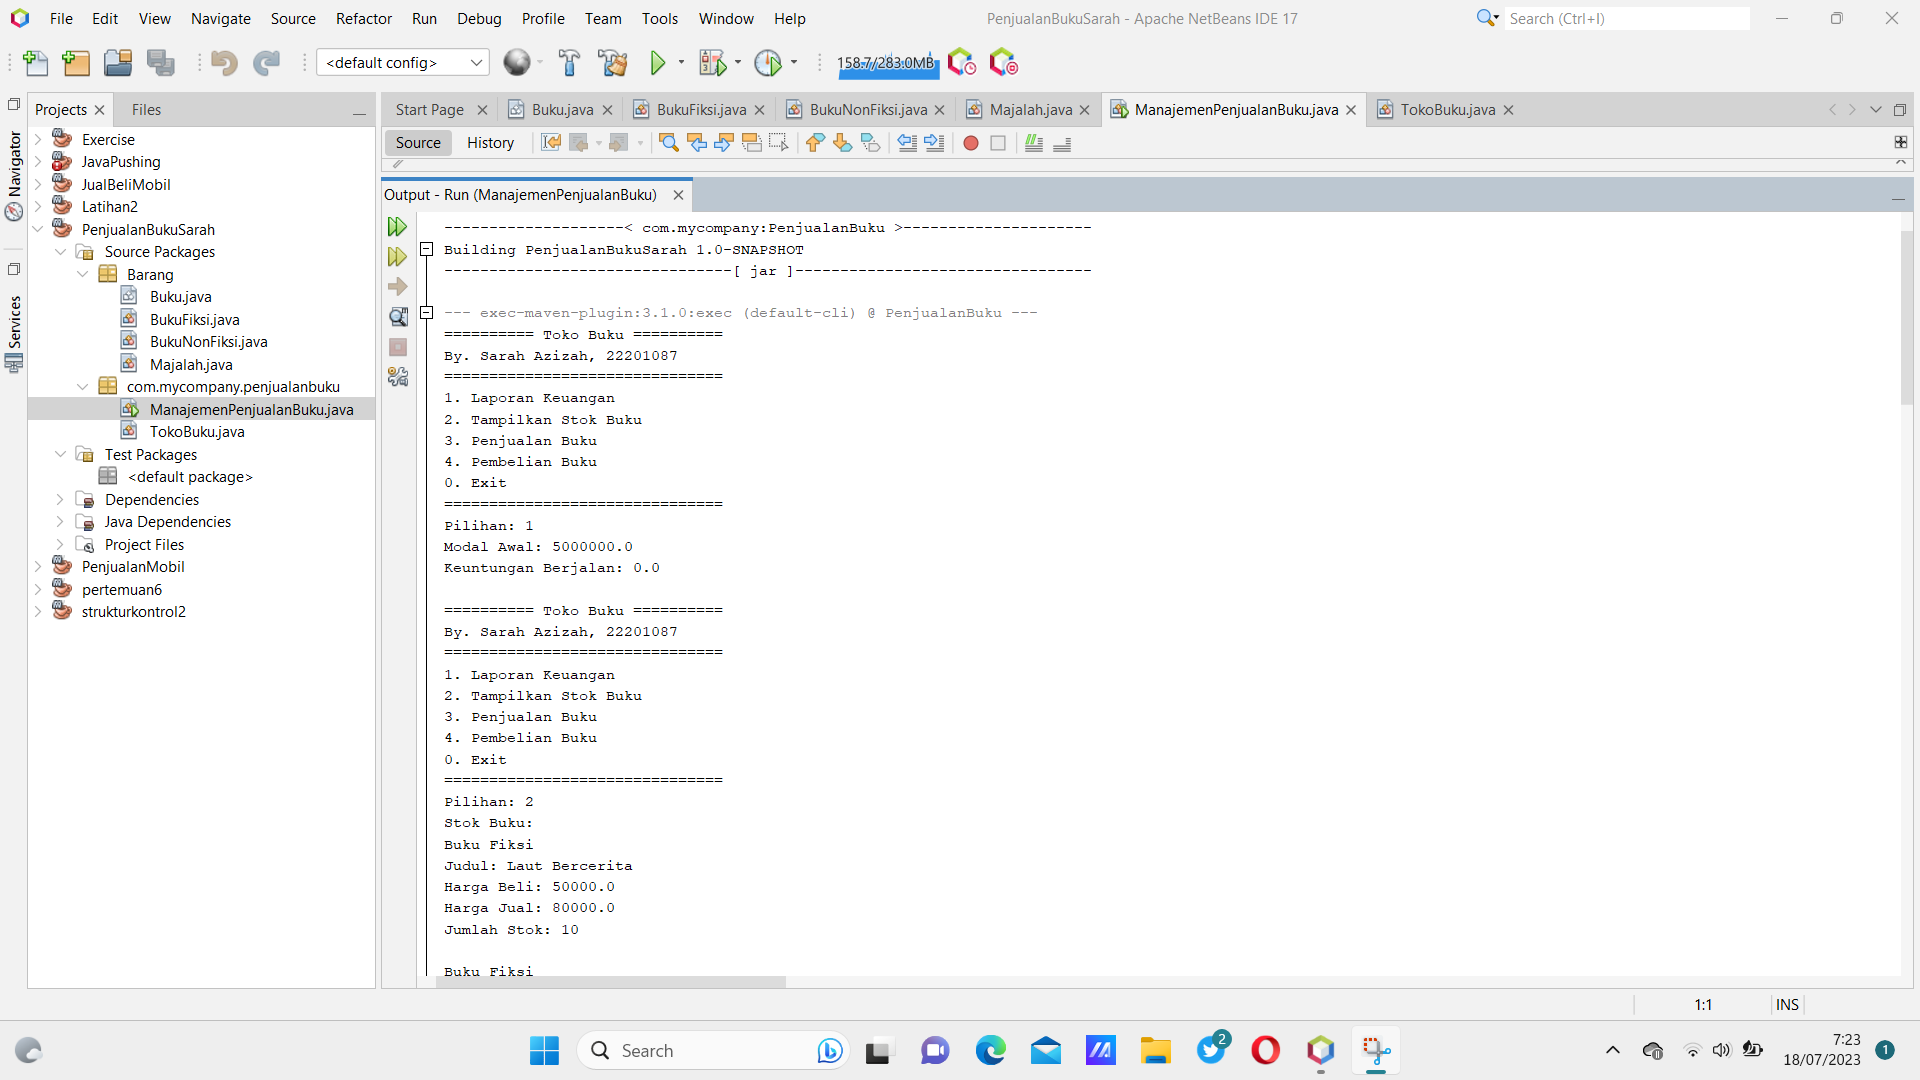 File Edit View Navigate Source Refactor Run Debug Profile Team Tools Window Help
PenjualanBukuSarah - Apache NetBeans IDE 17
Search (Ctrl+I)
<default config>
158.7/283.0MB
Projects
Files
Start Page
Buku.java
BukuFiksi.java
BukuNonFiksi.java
Majalah.java
ManajemenPenjualanBuku.java
TokoBuku.java
Source History
Navigator
Services
Exercise
JavaPushing
JualBeliMobil
Latihan2
PenjualanBukuSarah
Source Packages
Barang
Buku.java
BukuFiksi.java
BukuNonFiksi.java
Majalah.java
com.mycompany.penjualanbuku
ManajemenPenjualanBuku.java
TokoBuku.java
Test Packages
<default package>
Dependencies
Java Dependencies
Project Files
PenjualanMobil
pertemuan6
strukturkontrol2
Output - Run (ManajemenPenjualanBuku)
--------------------< com.mycompany:PenjualanBuku >---------------------
Building PenjualanBukuSarah 1.0-SNAPSHOT
--------------------------------[ jar ]---------------------------------
--- exec-maven-plugin:3.1.0:exec (default-cli) @ PenjualanBuku ---
========== Toko Buku ==========
By. Sarah Azizah, 22201087
===============================
1. Laporan Keuangan
2. Tampilkan Stok Buku
3. Penjualan Buku
4. Pembelian Buku
0. Exit
===============================
Pilihan: 1
Modal Awal: 5000000.0
Keuntungan Berjalan: 0.0
========== Toko Buku ==========
By. Sarah Azizah, 22201087
===============================
1. Laporan Keuangan
2. Tampilkan Stok Buku
3. Penjualan Buku
4. Pembelian Buku
0. Exit
===============================
Pilihan: 2
Stok Buku:
Buku Fiksi
Judul: Laut Bercerita
Harga Beli: 50000.0
Harga Jual: 80000.0
Jumlah Stok: 10
Buku Fiksi
1:1
INS
Search
2
7:23
18/07/2023
1